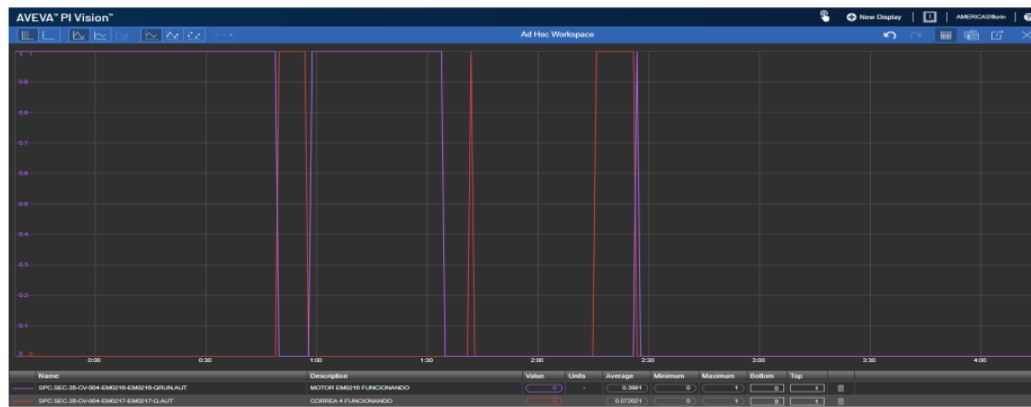 AVEVA™ PI Vision™
New Display
Ad Hoc Workspace
1 1
0.9
0.8
0.7
0.6
0.5
0.4
0.3
0.2
0.1
0 0
0:00 0:30 1:00 1:30 2:00 2:30 3:00 3:30 4:00
Name Description Value Units Average Minimum Maximum Bottom Top
SPC.SEC.35-CV-004-EM0216-EM0216-QRUN.AUT MOTOR EM0216 FUNCIONANDO 0 - 0.3881 0 1 0 1
SPC.SEC.35-CV-004-EM0217-EM0217-Q.AUT CORREA 4 FUNCIONANDO 0 0.072021 0 1 0 1